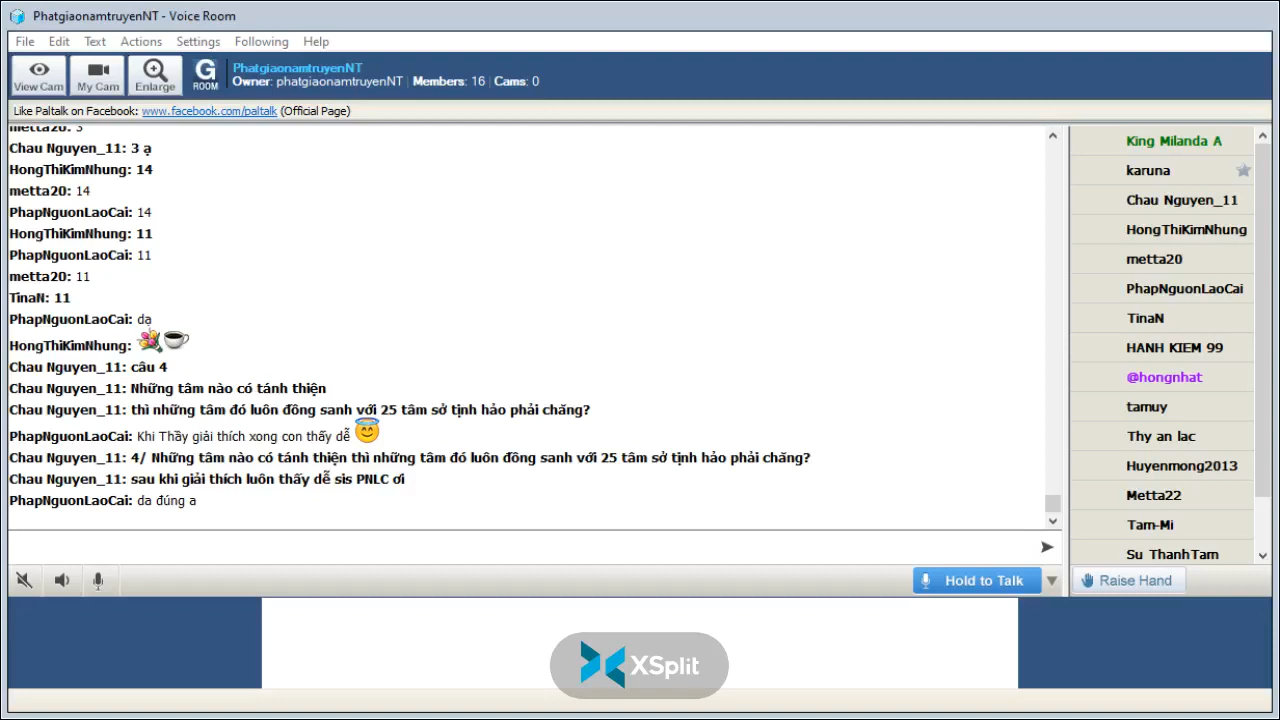 PhatgiaonamtruyenNT - Voice Room
File Edit Text Actions Settings Following Help
View Cam My Cam Enlarge G ROOM
PhatgiaonamtruyenNT
Owner: phatgiaonamtruyenNT | Members: 16 | Cams: 0
Like Paltalk on Facebook: www.facebook.com/paltalk (Official Page)
metta20: 3
Chau Nguyen_11: 3 ạ
HongThiKimNhung: 14
metta20: 14
PhapNguonLaoCai: 14
HongThiKimNhung: 11
PhapNguonLaoCai: 11
metta20: 11
TinaN: 11
PhapNguonLaoCai: dạ
HongThiKimNhung:
Chau Nguyen_11: câu 4
Chau Nguyen_11: Những tâm nào có tánh thiện
Chau Nguyen_11: thì những tâm đó luôn đồng sanh với 25 tâm sở tịnh hảo phải chăng?
PhapNguonLaoCai: Khi Thầy giải thích xong con thấy dễ
Chau Nguyen_11: 4/ Những tâm nào có tánh thiện thì những tâm đó luôn đồng sanh với 25 tâm sở tịnh hảo phải chăng?
Chau Nguyen_11: sau khi giải thích luôn thấy dễ sis PNLC ơi
PhapNguonLaoCai: da đúng a
King Milanda A
karuna
Chau Nguyen_11
HongThiKimNhung
metta20
PhapNguonLaoCai
TinaN
HANH KIEM 99
@hongnhat
tamuy
Thy an lac
Huyenmong2013
Metta22
Tam-Mi
Su ThanhTam
Hold to Talk
Raise Hand
XSplit